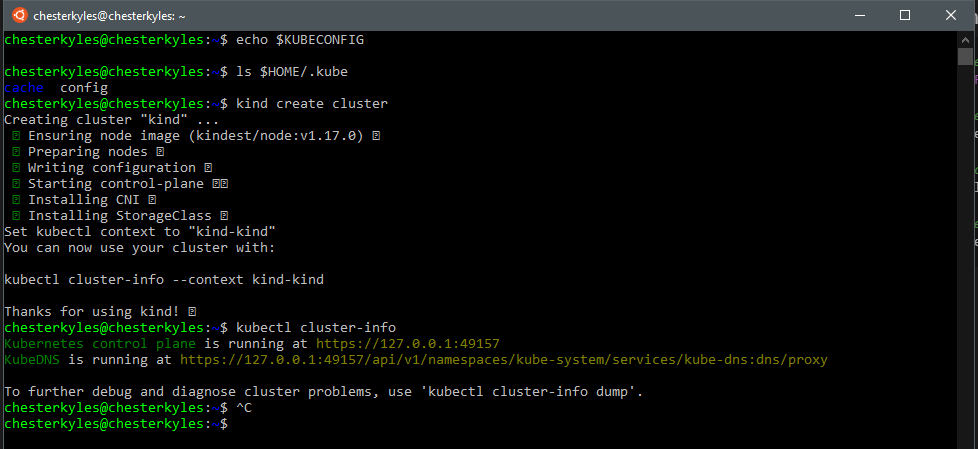 chesterkyles@chesterkyles: ~
chesterkyles@chesterkyles:~$ echo $KUBECONFIG
chesterkyles@chesterkyles:~$ ls $HOME/.kube
cache  config
chesterkyles@chesterkyles:~$ kind create cluster
Creating cluster "kind" ...
Ensuring node image (kindest/node:v1.17.0)
Preparing nodes
Writing configuration
Starting control-plane
Installing CNI
Installing StorageClass
Set kubectl context to "kind-kind"
You can now use your cluster with:
kubectl cluster-info --context kind-kind
Thanks for using kind!
chesterkyles@chesterkyles:~$ kubectl cluster-info
Kubernetes control plane is running at https://127.0.0.1:49157
KubeDNS is running at https://127.0.0.1:49157/api/v1/namespaces/kube-system/services/kube-dns:dns/proxy
To further debug and diagnose cluster problems, use 'kubectl cluster-info dump'.
chesterkyles@chesterkyles:~$ ^C
chesterkyles@chesterkyles:~$